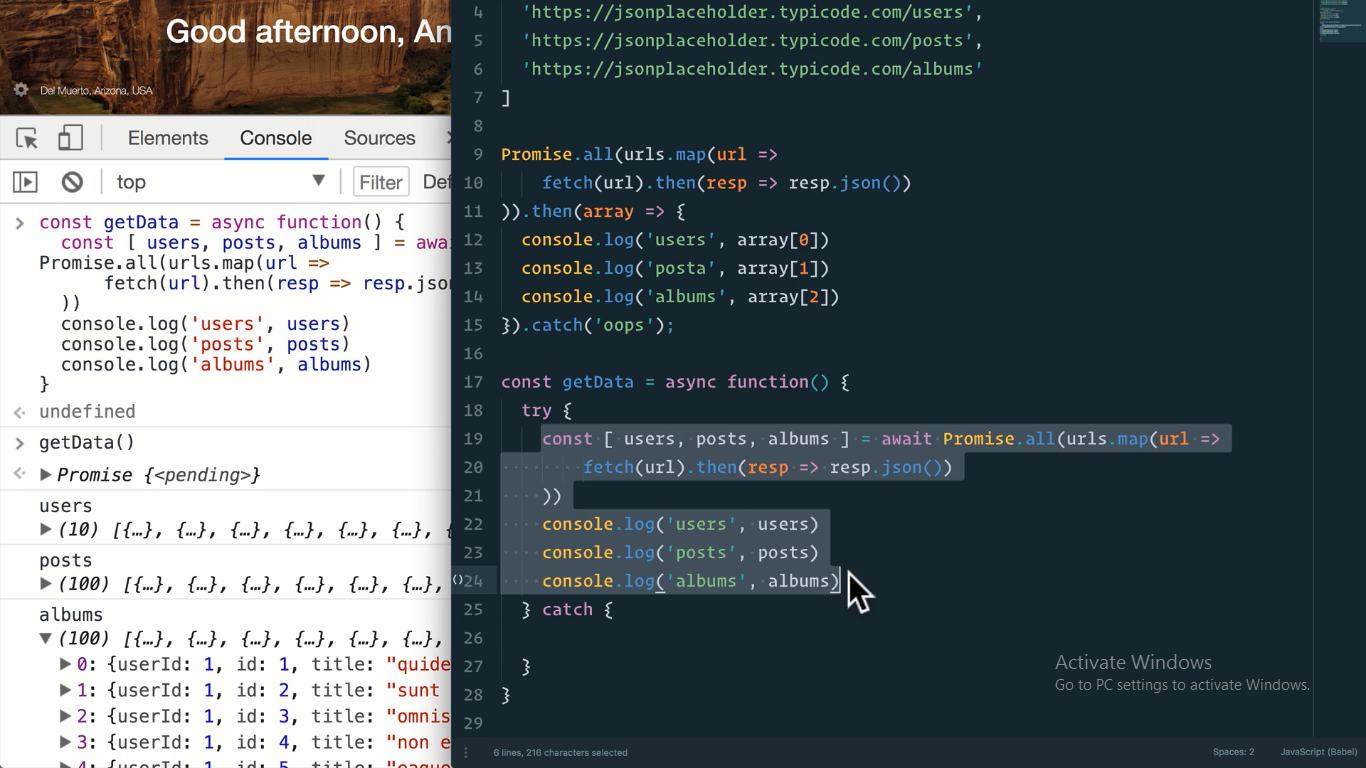 Good afternoon, An
Del Muerto, Arizona, USA
Elements Console Sources
top Filter Def
const getData = async function() {
const [ users, posts, albums ] = awa
Promise.all(urls.map(url =>
fetch(url).then(resp => resp.json
))
console.log('users', users)
console.log('posts', posts)
console.log('albums', albums)
}
undefined
getData()
Promise {<pending>}
users
(10) [{…}, {…}, {…}, {…}, {…}, {…},
posts
(100) [{…}, {…}, {…}, {…}, {…}, {…},
albums
(100) [{…}, {…}, {…}, {…}, {…}, {…},
0: {userId: 1, id: 1, title: "quide
1: {userId: 1, id: 2, title: "sunt
2: {userId: 1, id: 3, title: "omnis
3: {userId: 1, id: 4, title: "non e
4: {userId: 1, id: 5, title: "eaque
4 'https://jsonplaceholder.typicode.com/users',
5 'https://jsonplaceholder.typicode.com/posts',
6 'https://jsonplaceholder.typicode.com/albums'
7 ]
8
9 Promise.all(urls.map(url =>
10 fetch(url).then(resp => resp.json())
11 )).then(array => {
12 console.log('users', array[0])
13 console.log('posta', array[1])
14 console.log('albums', array[2])
15 }).catch('oops');
16
17 const getData = async function() {
18 try {
19 const [ users, posts, albums ] = await Promise.all(urls.map(url =>
20 fetch(url).then(resp => resp.json())
21 ))
22 console.log('users', users)
23 console.log('posts', posts)
24 console.log('albums', albums)
25 } catch {
26
27 }
28 }
29
Activate Windows
Go to PC settings to activate Windows.
6 lines, 216 characters selected
Spaces: 2 JavaScript (Babel)